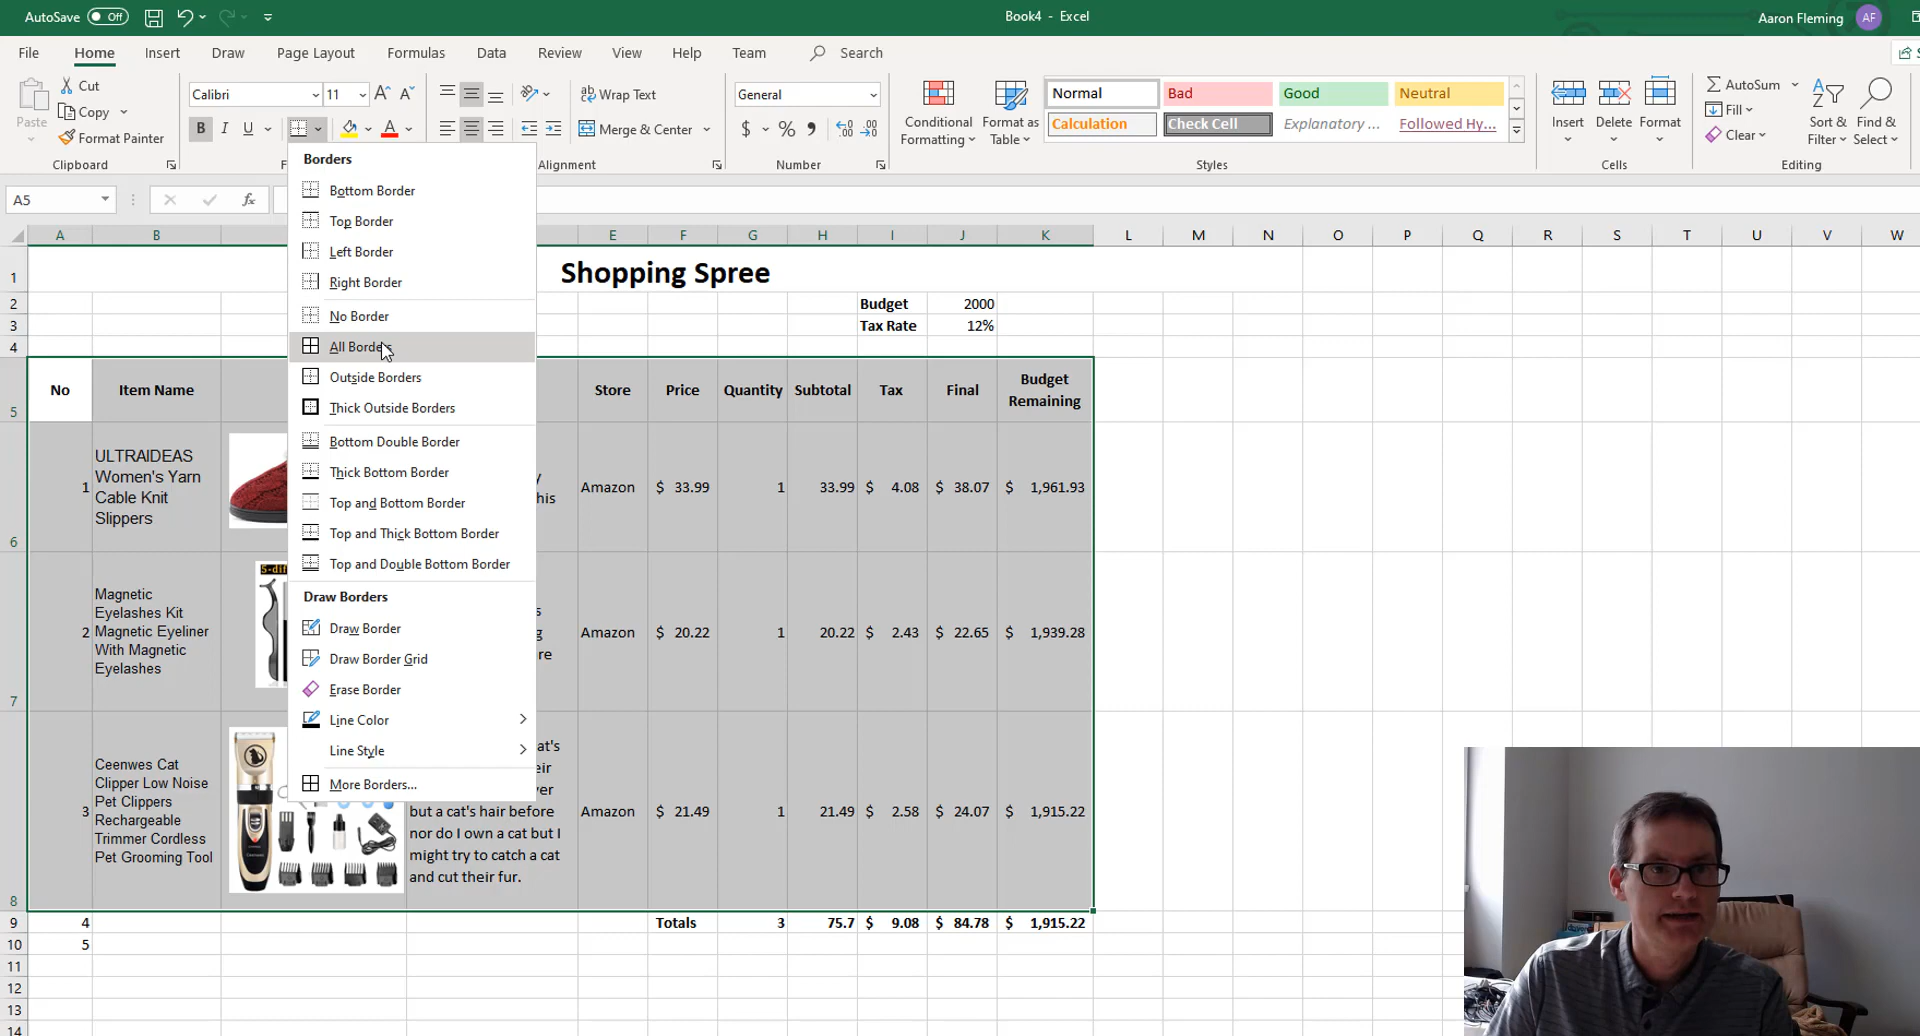 AutoSave Off
Book4 - Excel
Aaron Fleming AF
File Home Insert Draw Page Layout Formulas Data Review View Help Team Search
Paste
Cut
Copy
Format Painter
Clipboard
Calibri 11
B I U
Wrap Text
Merge & Center
Alignment
General
$ %
Number
Conditional Formatting
Format as Table
Normal Bad Good Neutral
Calculation Check Cell Explanatory ... Followed Hy...
Styles
Insert Delete Format
Cells
AutoSum
Fill
Clear
Sort & Filter
Find & Select
Editing
A5 fx
Borders
Bottom Border
Top Border
Left Border
Right Border
No Border
All Borders
Outside Borders
Thick Outside Borders
Bottom Double Border
Thick Bottom Border
Top and Bottom Border
Top and Thick Bottom Border
Top and Double Bottom Border
Draw Borders
Draw Border
Draw Border Grid
Erase Border
Line Color
Line Style
More Borders...
A B E F G H I J K L M N O P Q R S T U V W
1 Shopping Spree
2 Budget 2000
3 Tax Rate 12%
4
5 No Item Name Store Price Quantity Subtotal Tax Final Budget Remaining
6 1
ULTRAIDEAS
Women's Yarn
Cable Knit
Slippers
his
Amazon $ 33.99 1 33.99 $ 4.08 $ 38.07 $ 1,961.93
7 2
Magnetic
Eyelashes Kit
Magnetic Eyeliner
With Magnetic
Eyelashes
5-dif
re
Amazon $ 20.22 1 20.22 $ 2.43 $ 22.65 $ 1,939.28
8 3
Ceenwes Cat
Clipper Low Noise
Pet Clippers
Rechargeable
Trimmer Cordless
Pet Grooming Tool
at's
eir
ver
but a cat's hair before
nor do I own a cat but I
might try to catch a cat
and cut their fur.
Amazon $ 21.49 1 21.49 $ 2.58 $ 24.07 $ 1,915.22
9 4 Totals 3 75.7 $ 9.08 $ 84.78 $ 1,915.22
10 5
11
12
13
14